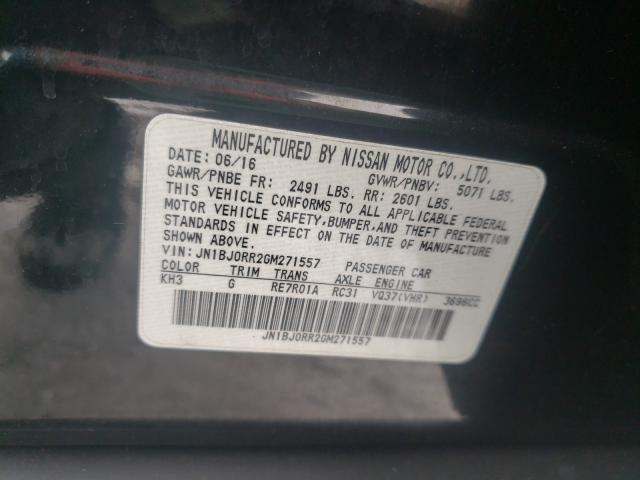 MANUFACTURED BY NISSAN MOTOR CO.,LTD.
DATE: 06/16 GVWR/PNBV: 5071 LBS.
GAWR/PNBE FR: 2491 LBS. RR: 2601 LBS.
THIS VEHICLE CONFORMS TO ALL APPLICABLE FEDERAL
MOTOR VEHICLE SAFETY,BUMPER,AND THEFT PREVENTION
STANDARDS IN EFFECT ON THE DATE OF MANUFACTURE
SHOWN ABOVE.
VIN: JN1BJ0RR2GM271557 PASSENGER CAR
COLOR TRIM TRANS AXLE ENGINE
KH3 G RE7R01A RC31 VQ37(VHR) 3696CC
JN1BJ0RR2GM271557